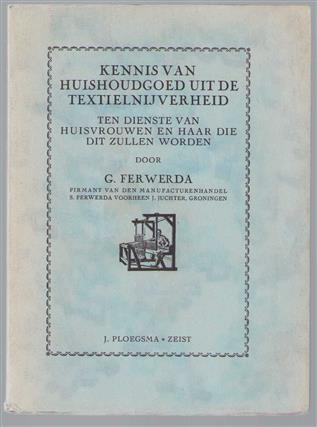 KENNIS VAN
HUISHOUDGOED UIT DE
TEXTIELNIJVERHEID
TEN DIENSTE VAN
HUISVROUWEN EN HAAR DIE
DIT ZULLEN WORDEN
DOOR
G. FERWERDA
FIRMANT VAN DEN MANUFACTURENHANDEL
S. FERWERDA VOORHEEN J. JUCHTER, GRONINGEN
J. PLOEGSMA • ZEIST